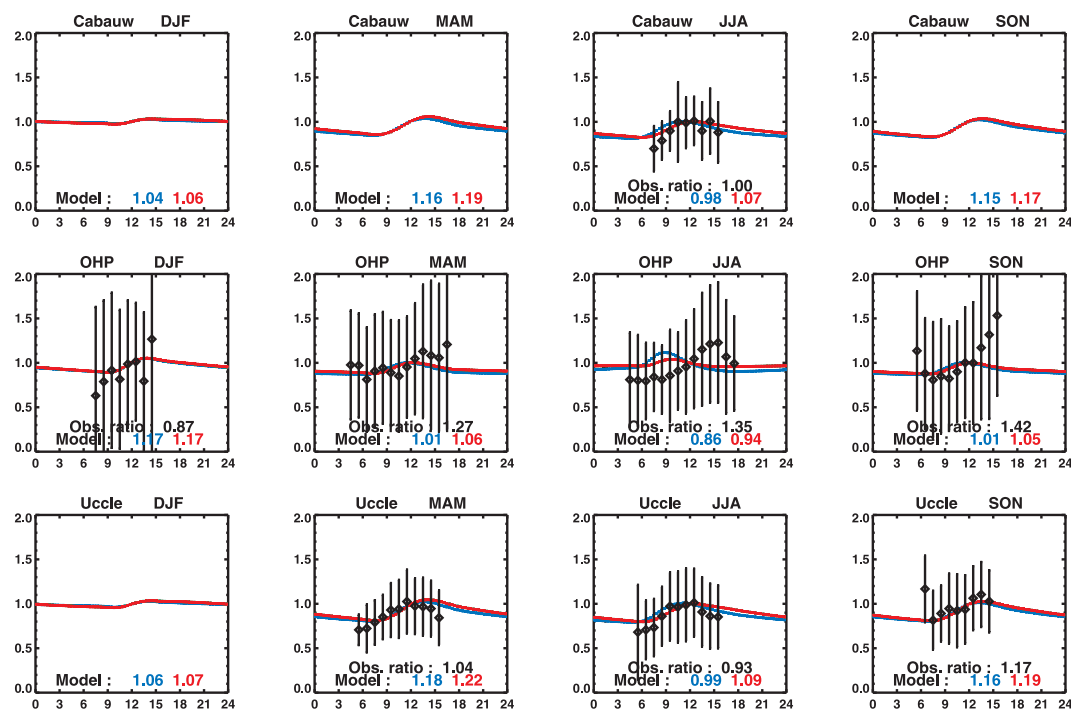 Cabauw DJF
2.0
1.5
1.0
0.5
0.0
Model : 1.04 1.06
0 3 6 9 12 15 18 21 24
Cabauw MAM
2.0
1.5
1.0
0.5
0.0
Model : 1.16 1.19
0 3 6 9 12 15 18 21 24
Cabauw JJA
2.0
1.5
1.0
0.5
0.0
Obs. ratio : 1.00
Model : 0.98 1.07
0 3 6 9 12 15 18 21 24
Cabauw SON
2.0
1.5
1.0
0.5
0.0
Model : 1.15 1.17
0 3 6 9 12 15 18 21 24
OHP DJF
2.0
1.5
1.0
0.5
0.0
Obs. ratio : 0.87
Model : 1.17 1.17
0 3 6 9 12 15 18 21 24
OHP MAM
2.0
1.5
1.0
0.5
0.0
Obs. ratio : 1.27
Model : 1.01 1.06
0 3 6 9 12 15 18 21 24
OHP JJA
2.0
1.5
1.0
0.5
0.0
Obs. ratio : 1.35
Model : 0.86 0.94
0 3 6 9 12 15 18 21 24
OHP SON
2.0
1.5
1.0
0.5
0.0
Obs. ratio : 1.42
Model : 1.01 1.05
0 3 6 9 12 15 18 21 24
Uccle DJF
2.0
1.5
1.0
0.5
0.0
Model : 1.06 1.07
0 3 6 9 12 15 18 21 24
Uccle MAM
2.0
1.5
1.0
0.5
0.0
Obs. ratio : 1.04
Model : 1.18 1.22
0 3 6 9 12 15 18 21 24
Uccle JJA
2.0
1.5
1.0
0.5
0.0
Obs. ratio : 0.93
Model : 0.99 1.09
0 3 6 9 12 15 18 21 24
Uccle SON
2.0
1.5
1.0
0.5
0.0
Obs. ratio : 1.17
Model : 1.16 1.19
0 3 6 9 12 15 18 21 24